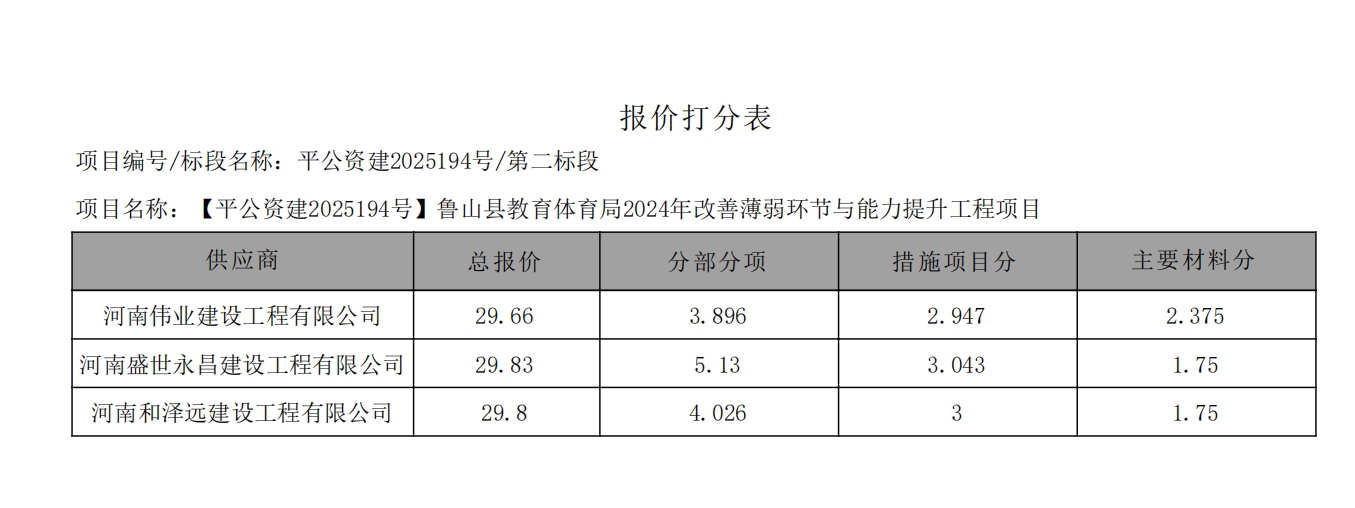 报价打分表
项目编号/标段名称：平公资建2025194号/第二标段
项目名称：【平公资建2025194号】鲁山县教育体育局2024年改善薄弱环节与能力提升工程项目
供应商 总报价 分部分项 措施项目分 主要材料分
河南伟业建设工程有限公司 29.66 3.896 2.947 2.375
河南盛世永昌建设工程有限公司 29.83 5.13 3.043 1.75
河南和泽远建设工程有限公司 29.8 4.026 3 1.75